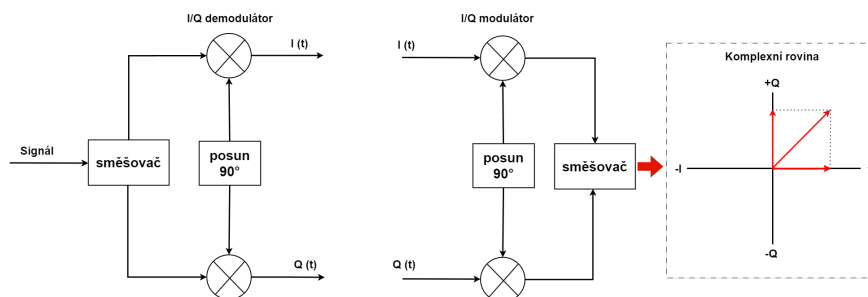 I/Q demodulátor
I (t)
Signál
směšovač
posun
90°
Q (t)
I/Q modulátor
I (t)
posun
90°
směšovač
Q (t)
Komplexní rovina
+Q
-I
-Q